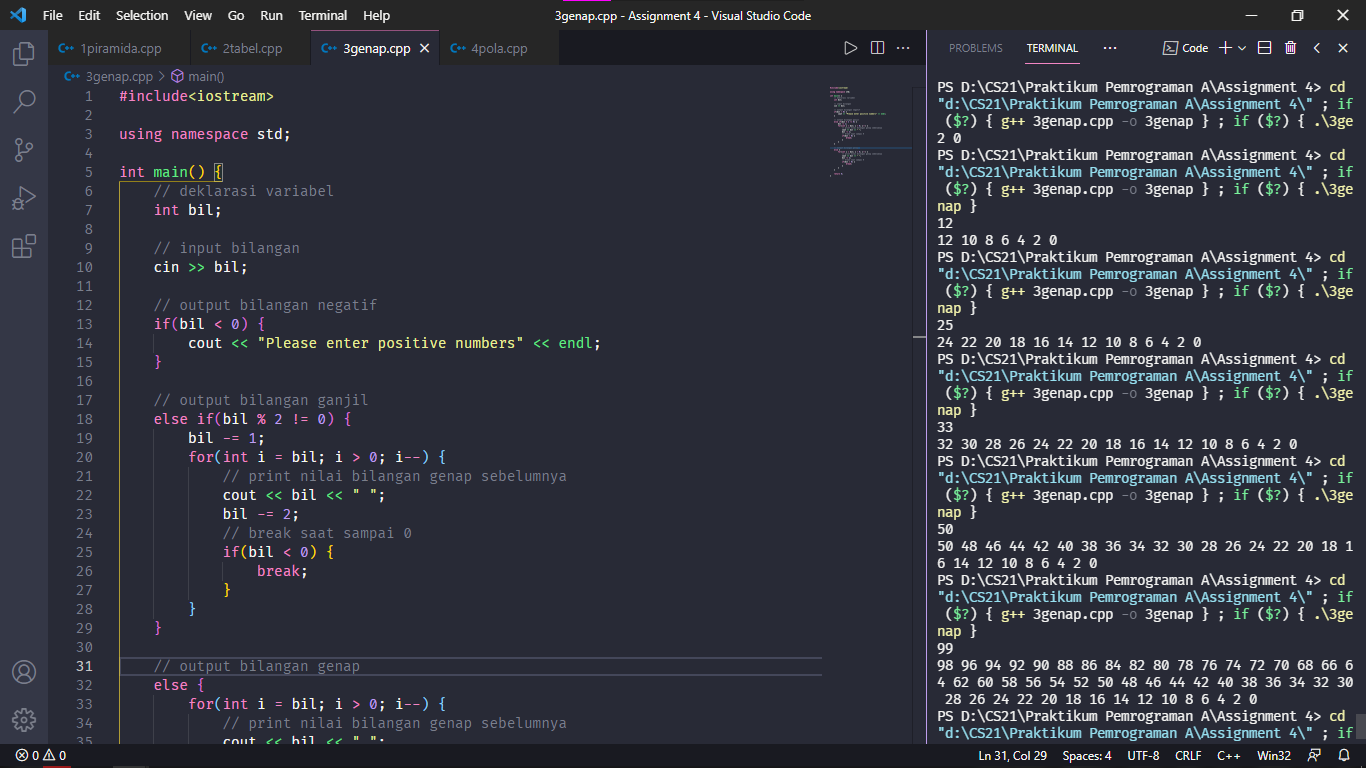 File Edit Selection View Go Run Terminal Help 3genap.cpp - Assignment 4 - Visual Studio Code
1piramida.cpp 2tabel.cpp 3genap.cpp 4pola.cpp
3genap.cpp > main()
1 #include<iostream>
2
3 using namespace std;
4
5 int main() {
6 // deklarasi variabel
7 int bil;
8
9 // input bilangan
10 cin >> bil;
11
12 // output bilangan negatif
13 if(bil < 0) {
14 cout << "Please enter positive numbers" << endl;
15 }
16
17 // output bilangan ganjil
18 else if(bil % 2 != 0) {
19 bil -= 1;
20 for(int i = bil; i > 0; i--) {
21 // print nilai bilangan genap sebelumnya
22 cout << bil << " ";
23 bil -= 2;
24 // break saat sampai 0
25 if(bil < 0) {
26 break;
27 }
28 }
29 }
30
31 // output bilangan genap
32 else {
33 for(int i = bil; i > 0; i--) {
34 // print nilai bilangan genap sebelumnya
35 cout << bil << " ";
PROBLEMS TERMINAL ··· Code
PS D:\CS21\Praktikum Pemrograman A\Assignment 4> cd
"d:\CS21\Praktikum Pemrograman A\Assignment 4\" ; if
($?) { g++ 3genap.cpp -o 3genap } ; if ($?) { .\3ge
2 0
PS D:\CS21\Praktikum Pemrograman A\Assignment 4> cd
"d:\CS21\Praktikum Pemrograman A\Assignment 4\" ; if
($?) { g++ 3genap.cpp -o 3genap } ; if ($?) { .\3ge
nap }
12
12 10 8 6 4 2 0
PS D:\CS21\Praktikum Pemrograman A\Assignment 4> cd
"d:\CS21\Praktikum Pemrograman A\Assignment 4\" ; if
($?) { g++ 3genap.cpp -o 3genap } ; if ($?) { .\3ge
nap }
25
24 22 20 18 16 14 12 10 8 6 4 2 0
PS D:\CS21\Praktikum Pemrograman A\Assignment 4> cd
"d:\CS21\Praktikum Pemrograman A\Assignment 4\" ; if
($?) { g++ 3genap.cpp -o 3genap } ; if ($?) { .\3ge
nap }
33
32 30 28 26 24 22 20 18 16 14 12 10 8 6 4 2 0
PS D:\CS21\Praktikum Pemrograman A\Assignment 4> cd
"d:\CS21\Praktikum Pemrograman A\Assignment 4\" ; if
($?) { g++ 3genap.cpp -o 3genap } ; if ($?) { .\3ge
nap }
50
50 48 46 44 42 40 38 36 34 32 30 28 26 24 22 20 18 1
6 14 12 10 8 6 4 2 0
PS D:\CS21\Praktikum Pemrograman A\Assignment 4> cd
"d:\CS21\Praktikum Pemrograman A\Assignment 4\" ; if
($?) { g++ 3genap.cpp -o 3genap } ; if ($?) { .\3ge
nap }
99
98 96 94 92 90 88 86 84 82 80 78 76 74 72 70 68 66 6
4 62 60 58 56 54 52 50 48 46 44 42 40 38 36 34 32 30
28 26 24 22 20 18 16 14 12 10 8 6 4 2 0
PS D:\CS21\Praktikum Pemrograman A\Assignment 4> cd
"d:\CS21\Praktikum Pemrograman A\Assignment 4\" ; if
0 0 Ln 31, Col 29 Spaces: 4 UTF-8 CRLF C++ Win32